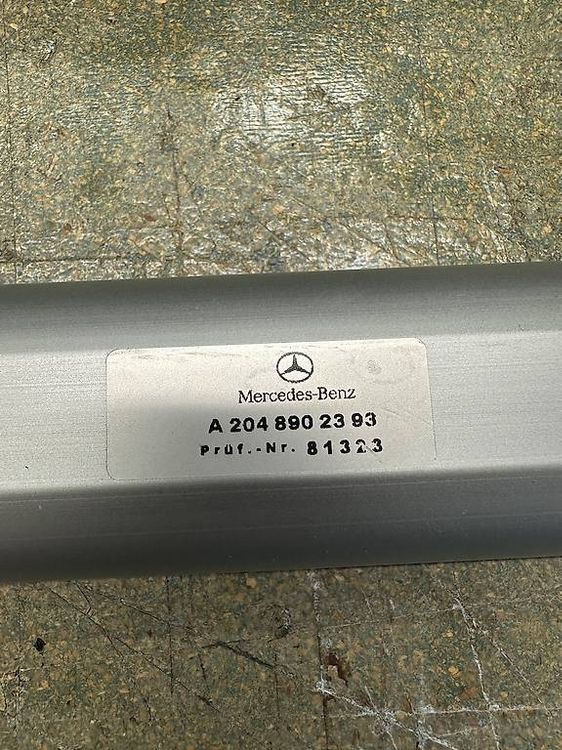 Mercedes-Benz
A 204 890 23 93
Prüf.-Nr. 81323